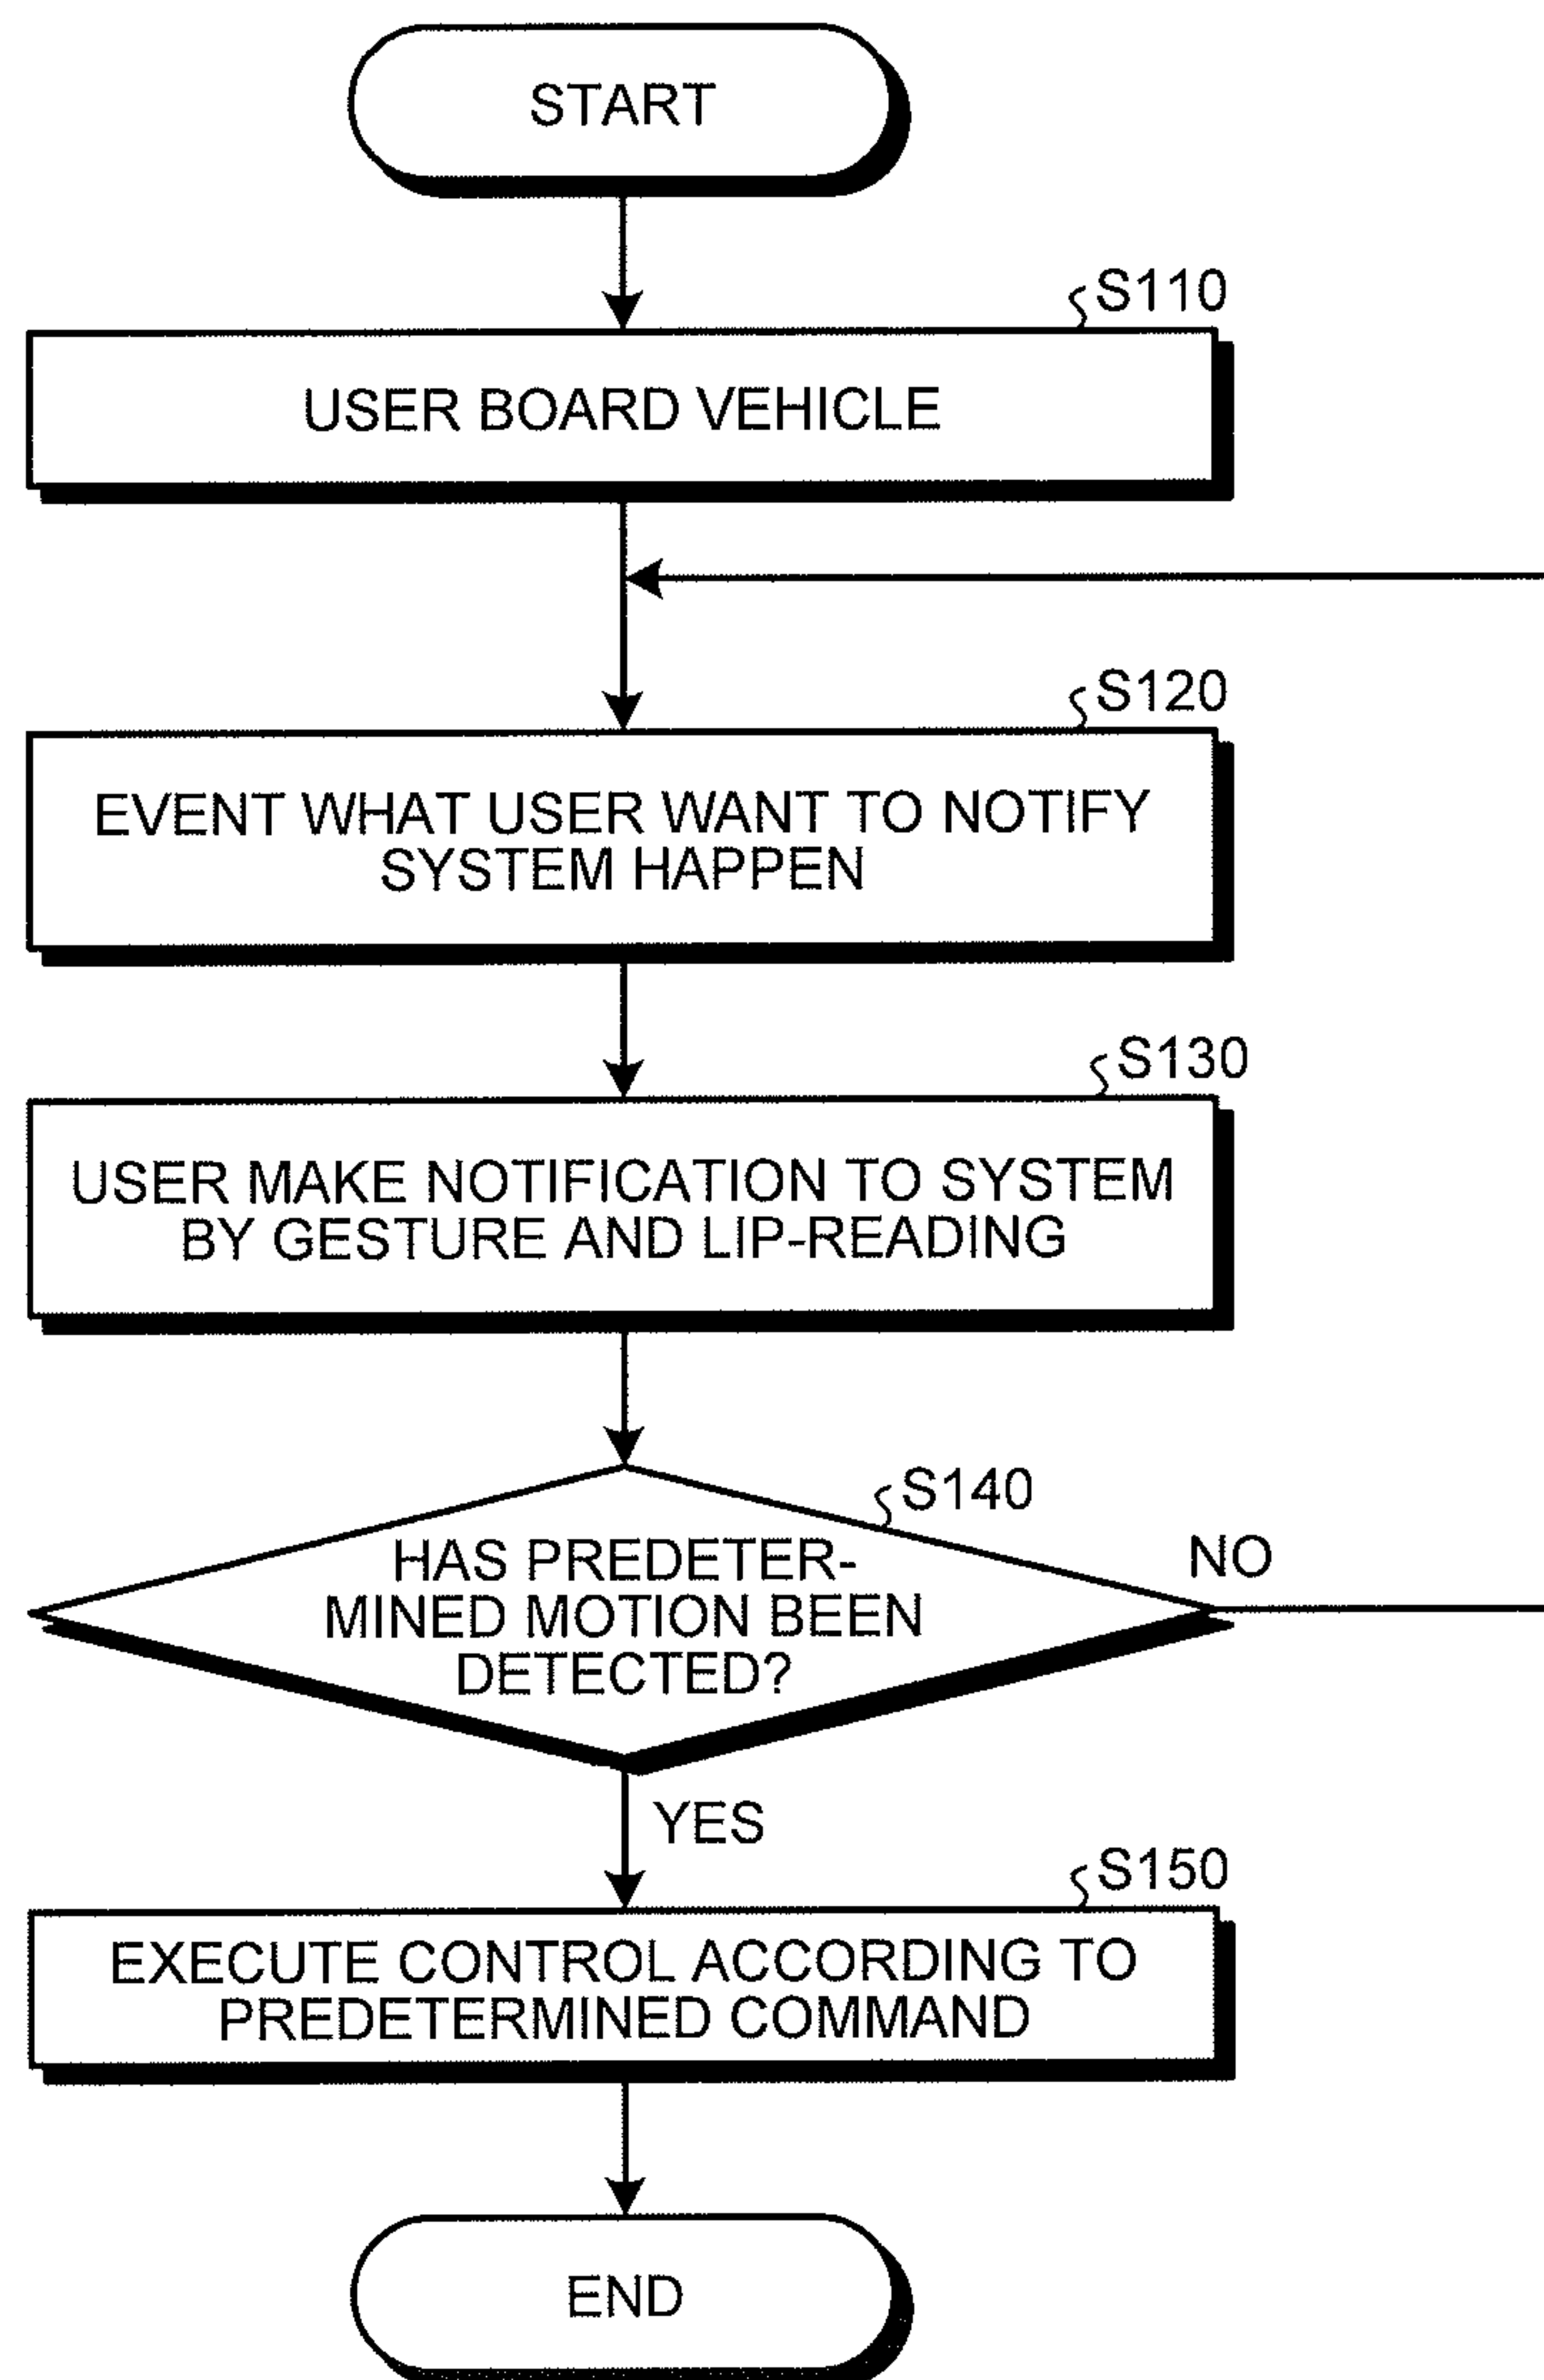 START
S110
USER BOARD VEHICLE
S120
EVENT WHAT USER WANT TO NOTIFY
SYSTEM HAPPEN
S130
USER MAKE NOTIFICATION TO SYSTEM
BY GESTURE AND LIP-READING
S140
HAS PREDETER-
MINED MOTION BEEN
DETECTED?
NO
YES
S150
EXECUTE CONTROL ACCORDING TO
PREDETERMINED COMMAND
END